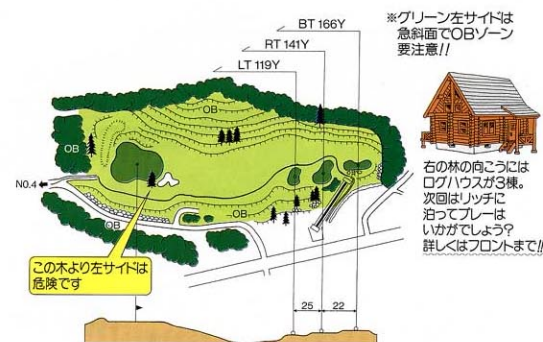 BT 166Y
RT 141Y
LT 119Y
※グリーン左サイドは
急斜面でOBゾーン
要注意!!
OB
OB
OB
No.4
OB
OB
この木より左サイドは
危険です
25
22
右の林の向こうには
ログハウスが3棟。
次回はリッチに
泊ってプレーは
いかがでしょう?
詳しくはフロントまで!!